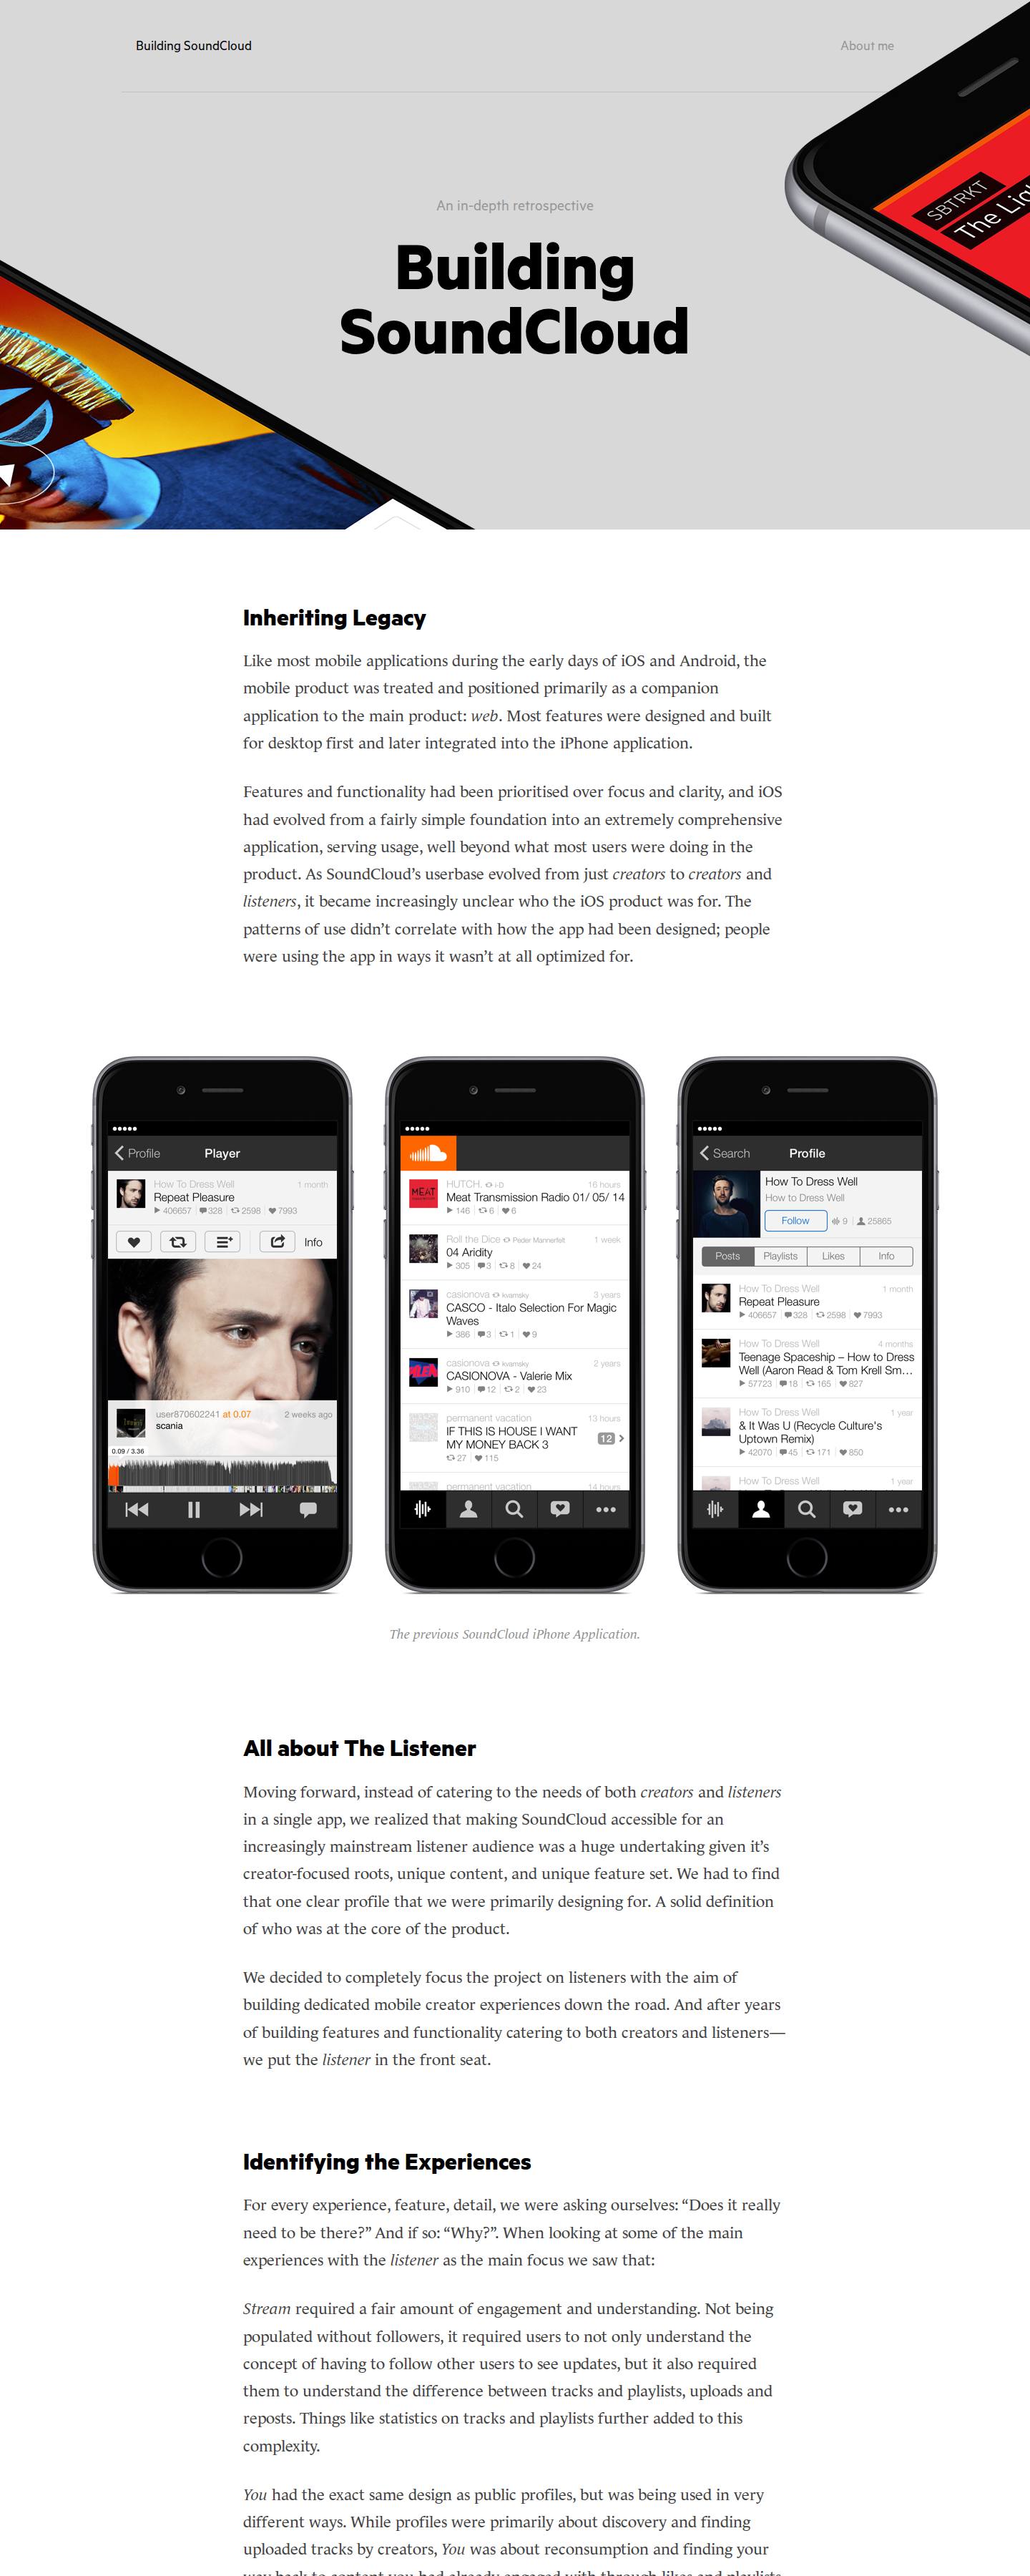 Building SoundCloud
About me
An in-depth retrospective
Building
SoundCloud
SBTRKT
Inheriting Legacy
Like most mobile applications during the early days of iOS and Android, the
mobile product was treated and positioned primarily as a companion
application to the main product: web. Most features were designed and built
for desktop first and later integrated into the iPhone application.
Features and functionality had been prioritised over focus and clarity, and iOS
had evolved from a fairly simple foundation into an extremely comprehensive
application, serving usage, well beyond what most users were doing in the
product. As SoundCloud’s userbase evolved from just creators to creators and
listeners, it became increasingly unclear who the iOS product was for. The
patterns of use didn’t correlate with how the app had been designed; people
were using the app in ways it wasn’t at all optimized for.
Profile
Player
How To Dress Well
1 month
Repeat Pleasure
406657 328 2598 7993
Info
user870602241 at 0.07
2 weeks ago
scania
0.09 / 3.36
HUTCH. i-D
16 hours
MEAT
Meat Transmission Radio 01/ 05/ 14
146 6 6
Roll the Dice Peder Mannerfelt
1 week
04 Aridity
305 3 8 24
casionova kvamsky
3 years
CASCO - Italo Selection For Magic
Waves
386 3 1 9
casionova kvamsky
2 years
CASIONOVA - Valerie Mix
910 12 2 23
permanent vacation
13 hours
IF THIS IS HOUSE I WANT
MY MONEY BACK 3
12
27 115
permanent vacation
14 hours
Search
Profile
How To Dress Well
How to Dress Well
Follow
9 25865
Posts
Playlists
Likes
Info
How To Dress Well
1 month
Repeat Pleasure
406657 328 2598 7993
How To Dress Well
4 months
Teenage Spaceship – How to Dress
Well (Aaron Read & Tom Krell Sm…
57723 18 165 827
How To Dress Well
1 year
& It Was U (Recycle Culture's
Uptown Remix)
42070 45 171 850
How To Dress Well
1 year
The previous SoundCloud iPhone Application.
All about The Listener
Moving forward, instead of catering to the needs of both creators and listeners
in a single app, we realized that making SoundCloud accessible for an
increasingly mainstream listener audience was a huge undertaking given it’s
creator-focused roots, unique content, and unique feature set. We had to find
that one clear profile that we were primarily designing for. A solid definition
of who was at the core of the product.
We decided to completely focus the project on listeners with the aim of
building dedicated mobile creator experiences down the road. And after years
of building features and functionality catering to both creators and listeners—
we put the listener in the front seat.
Identifying the Experiences
For every experience, feature, detail, we were asking ourselves: “Does it really
need to be there?” And if so: “Why?”. When looking at some of the main
experiences with the listener as the main focus we saw that:
Stream required a fair amount of engagement and understanding. Not being
populated without followers, it required users to not only understand the
concept of having to follow other users to see updates, but it also required
them to understand the difference between tracks and playlists, uploads and
reposts. Things like statistics on tracks and playlists further added to this
complexity.
You had the exact same design as public profiles, but was being used in very
different ways. While profiles were primarily about discovery and finding
uploaded tracks by creators, You was about reconsumption and finding your
way back to content you had already engaged with through likes and playlists